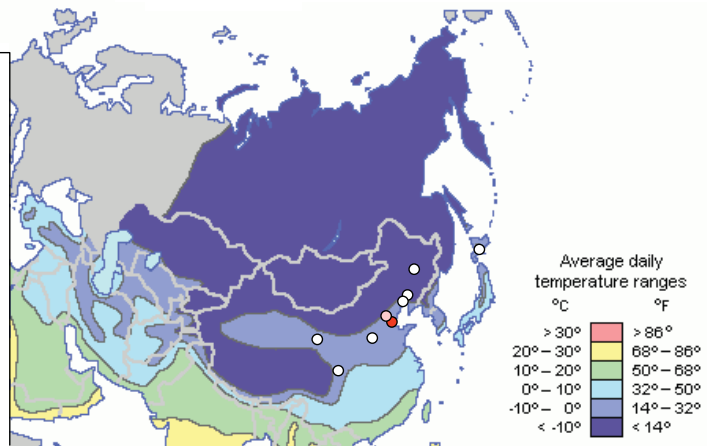 Average daily
temperature ranges
°C °F
> 30° > 86°
20° – 30° 68° – 86°
10° – 20° 50° – 68°
0° – 10° 32° – 50°
-10° – 0° 14° – 32°
< -10° < 14°